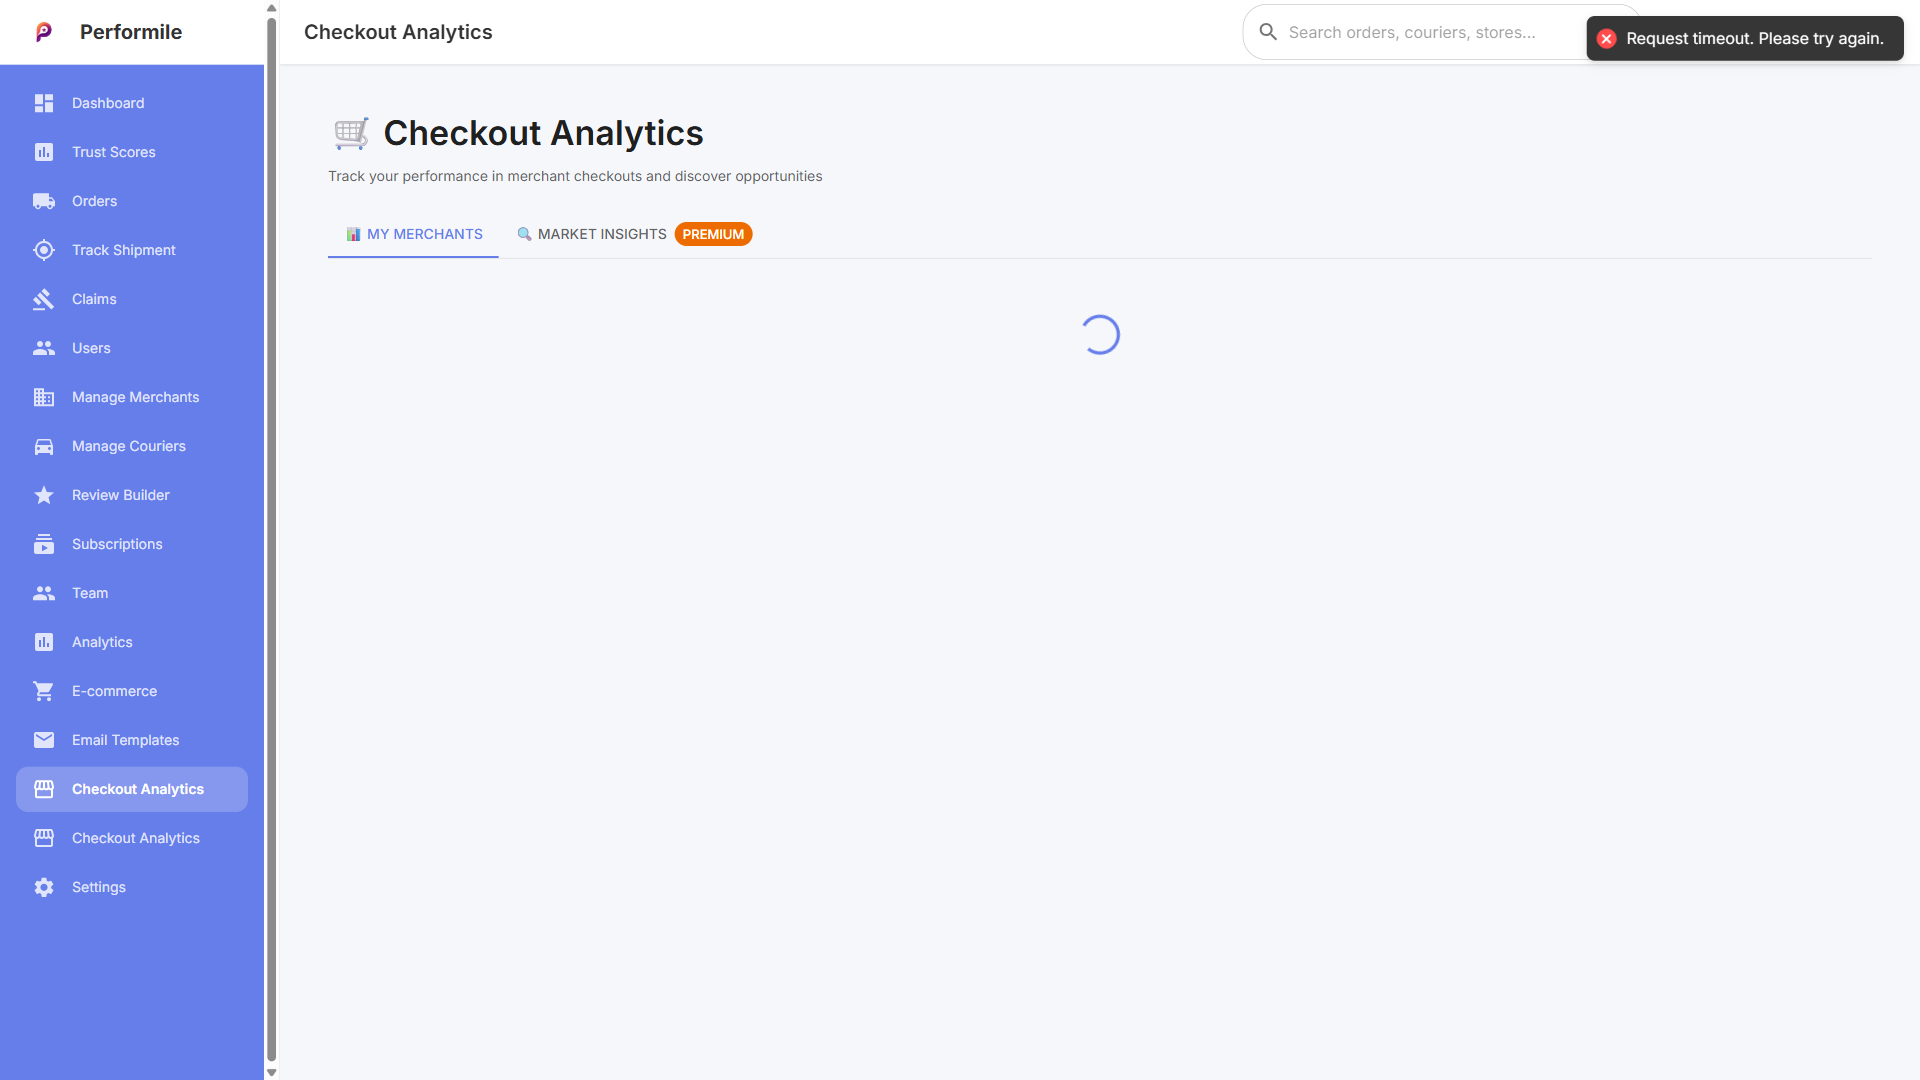 Performile
Checkout Analytics
Search orders, couriers, stores...
Request timeout. Please try again.
Dashboard
Trust Scores
Orders
Track Shipment
Claims
Users
Manage Merchants
Manage Couriers
Review Builder
Subscriptions
Team
Analytics
E-commerce
Email Templates
Checkout Analytics
Checkout Analytics
Settings
Checkout Analytics
Track your performance in merchant checkouts and discover opportunities
MY MERCHANTS
MARKET INSIGHTS PREMIUM